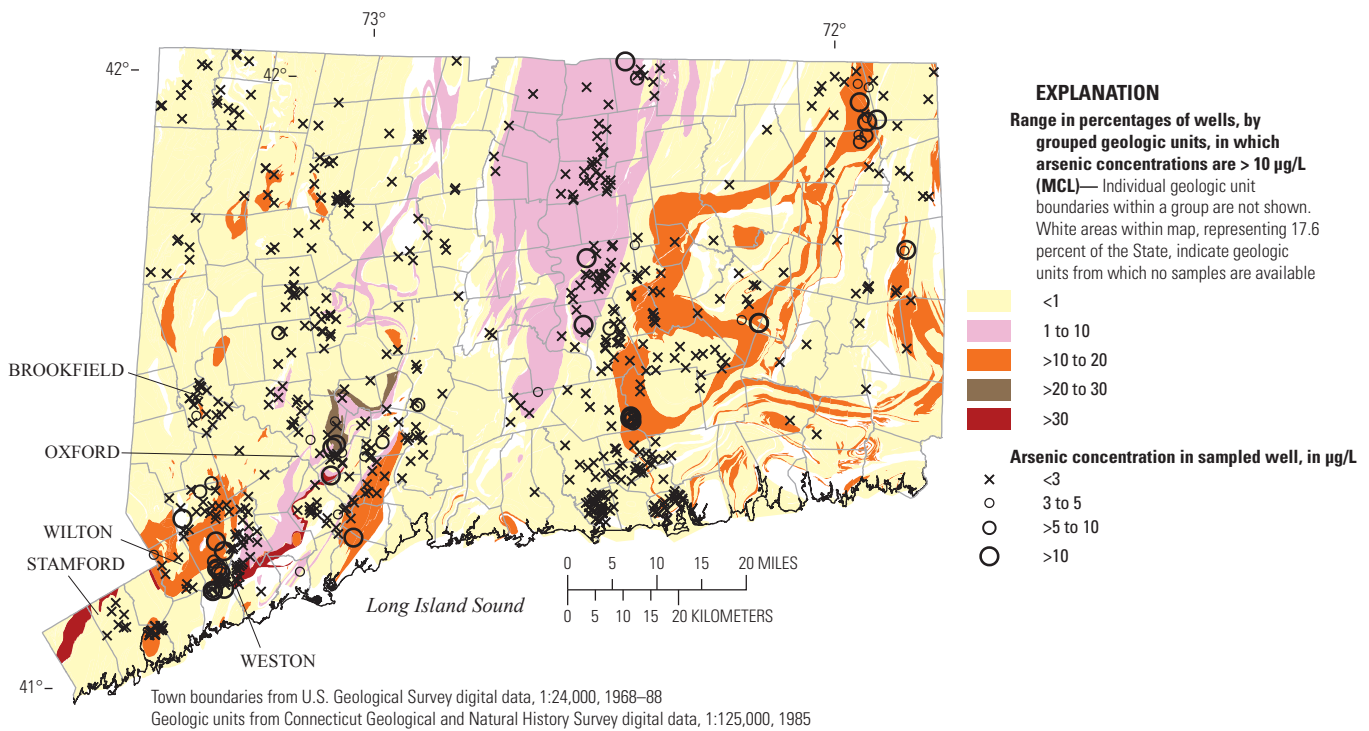 73°
72°
42°
42°
BROOKFIELD
OXFORD
WILTON
STAMFORD
WESTON
Long Island Sound
0 5 10 15 20 MILES
0 5 10 15 20 KILOMETERS
41°
Town boundaries from U.S. Geological Survey digital data, 1:24,000, 1968–88
Geologic units from Connecticut Geological and Natural History Survey digital data, 1:125,000, 1985
EXPLANATION
Range in percentages of wells, by
grouped geologic units, in which
arsenic concentrations are > 10 µg/L
(MCL)— Individual geologic unit
boundaries within a group are not shown.
White areas within map, representing 17.6
percent of the State, indicate geologic
units from which no samples are available
<1
1 to 10
>10 to 20
>20 to 30
>30
Arsenic concentration in sampled well, in µg/L
<3
3 to 5
>5 to 10
>10